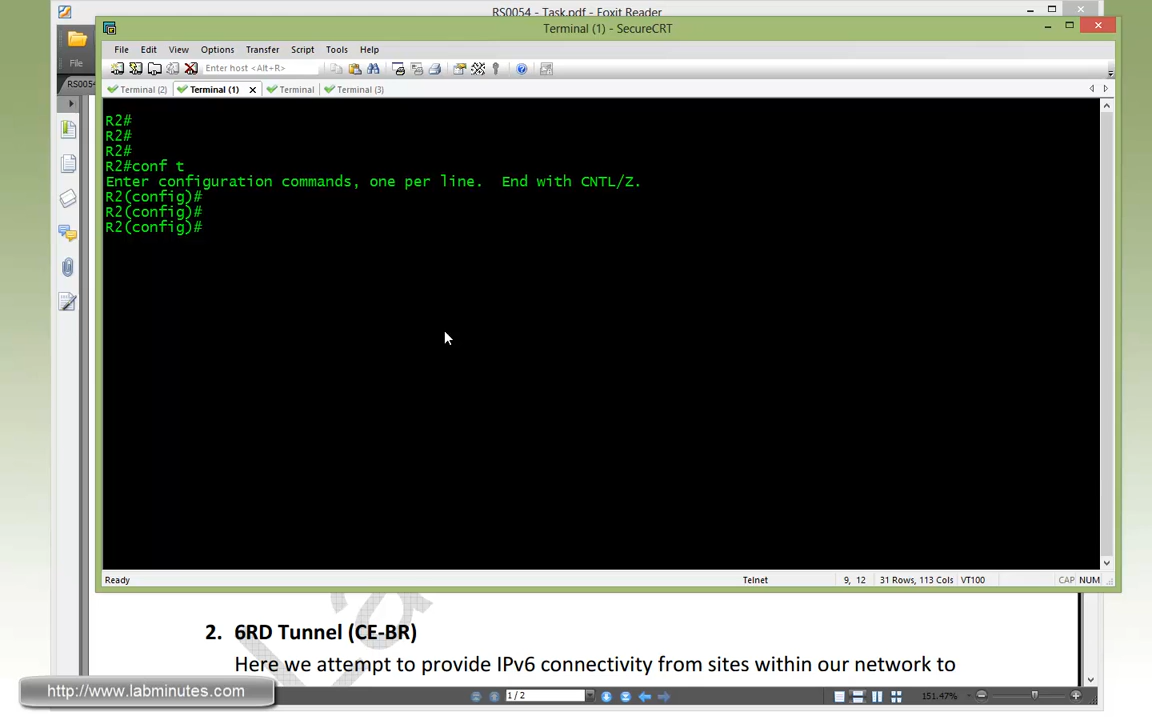 RS0054 - Task.pdf - Foxit Reader
Terminal (1) - SecureCRT
File
File Edit View Options Transfer Script Tools Help
Enter host <Alt+R>
RS0054
Terminal (2) Terminal (1) Terminal Terminal (3)
R2#
R2#
R2#
R2#conf t
Enter configuration commands, one per line. End with CNTL/Z.
R2(config)#
R2(config)#
R2(config)#
Ready Telnet 9, 12 31 Rows, 113 Cols VT100 CAP NUM
2. 6RD Tunnel (CE-BR)
Here we attempt to provide IPv6 connectivity from sites within our network to
http://www.labminutes.com
1 / 2
151.47%